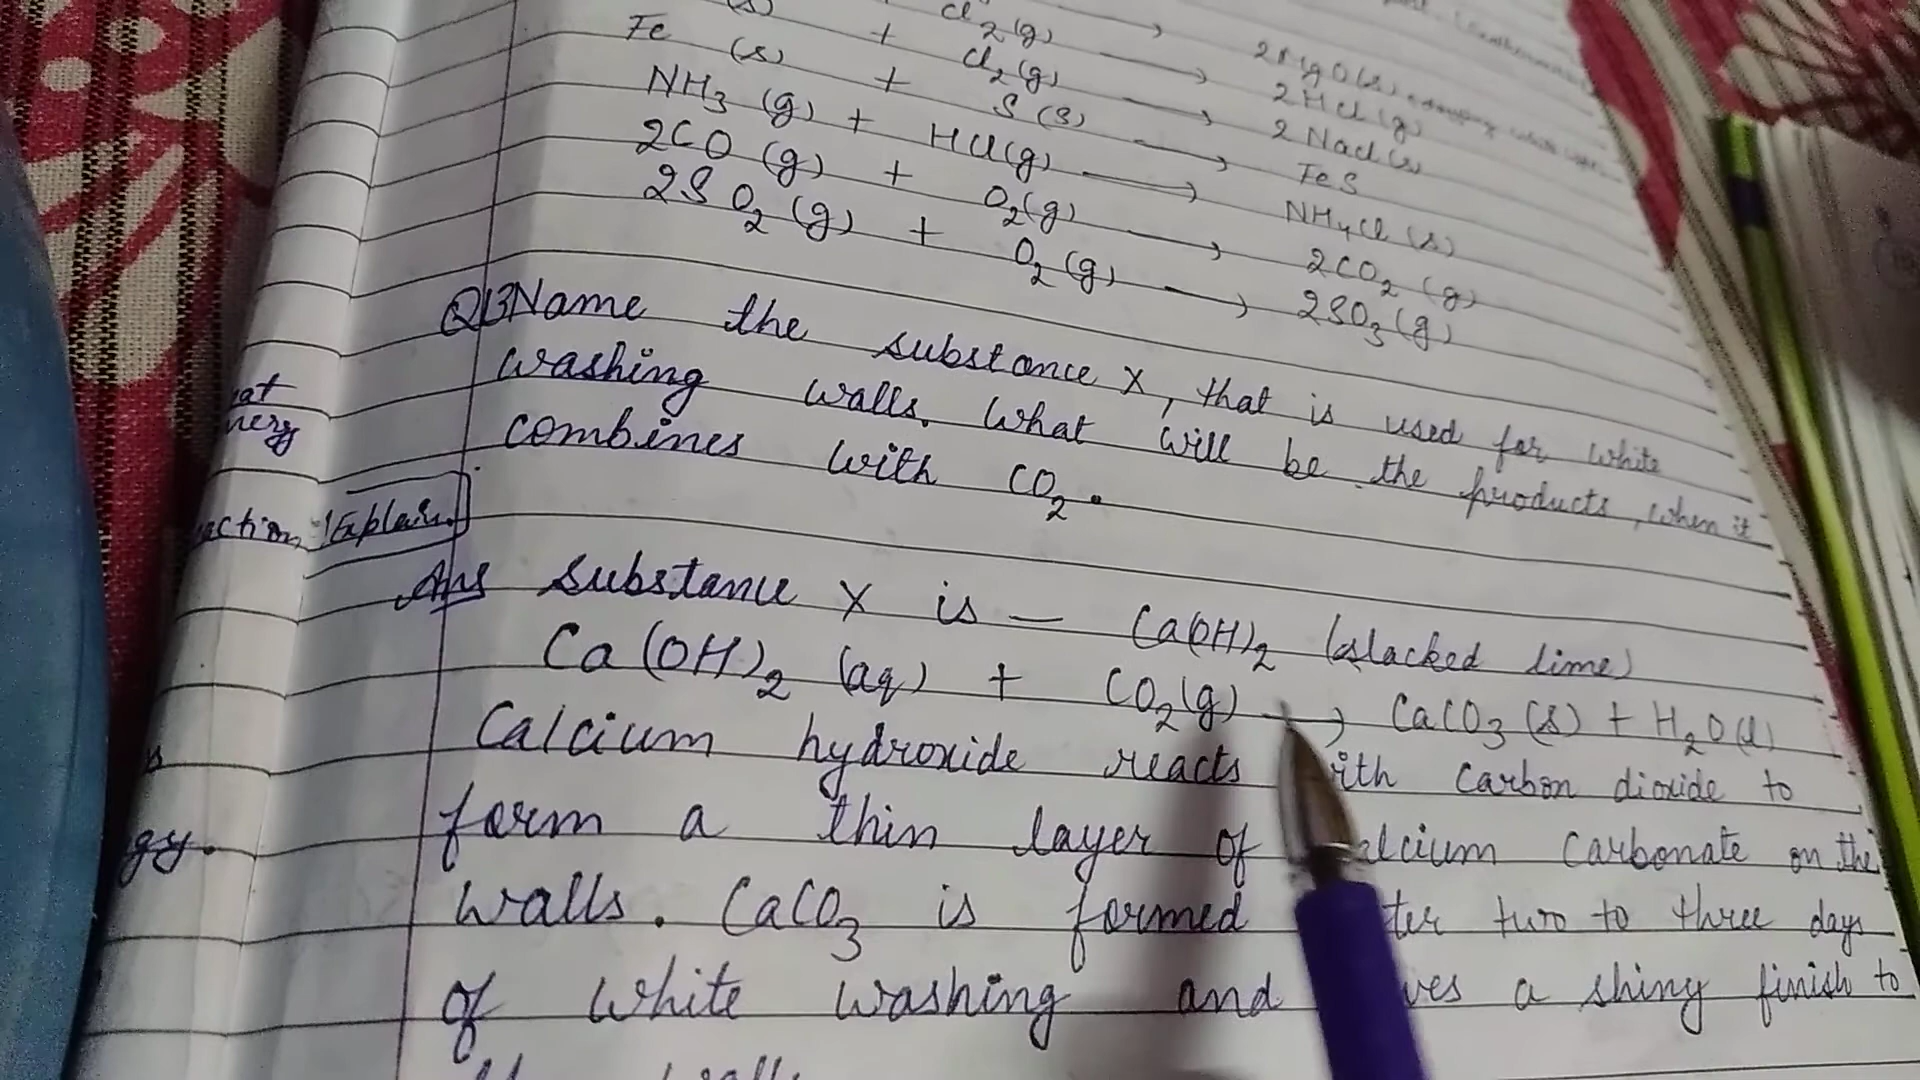 Cl2(g) → 2MgO(s)
(s) + Cl2(g) → 2HCl(g)
Fe (s) + S(s) → 2NaCl(s)
FeS
NH3(g) + HCl(g) → NH4Cl(s)
2CO(g) + O2(g) → 2CO2(g)
2SO2(g) + O2(g) → 2SO3(g)
Q13 Name the substance X, that is used for white
washing walls. What will be the products, when it
combines with CO2.
Ans Substance X is — Ca(OH)2 (slacked lime)
Ca(OH)2 (aq) + CO2(g) → CaCO3(s) + H2O(l)
Calcium hydroxide reacts ith carbon dioxide to
form a thin layer of alcium carbonate on the
walls. CaCO3 is formed ter two to three days
of white washing and ves a shiny finish to
Explain